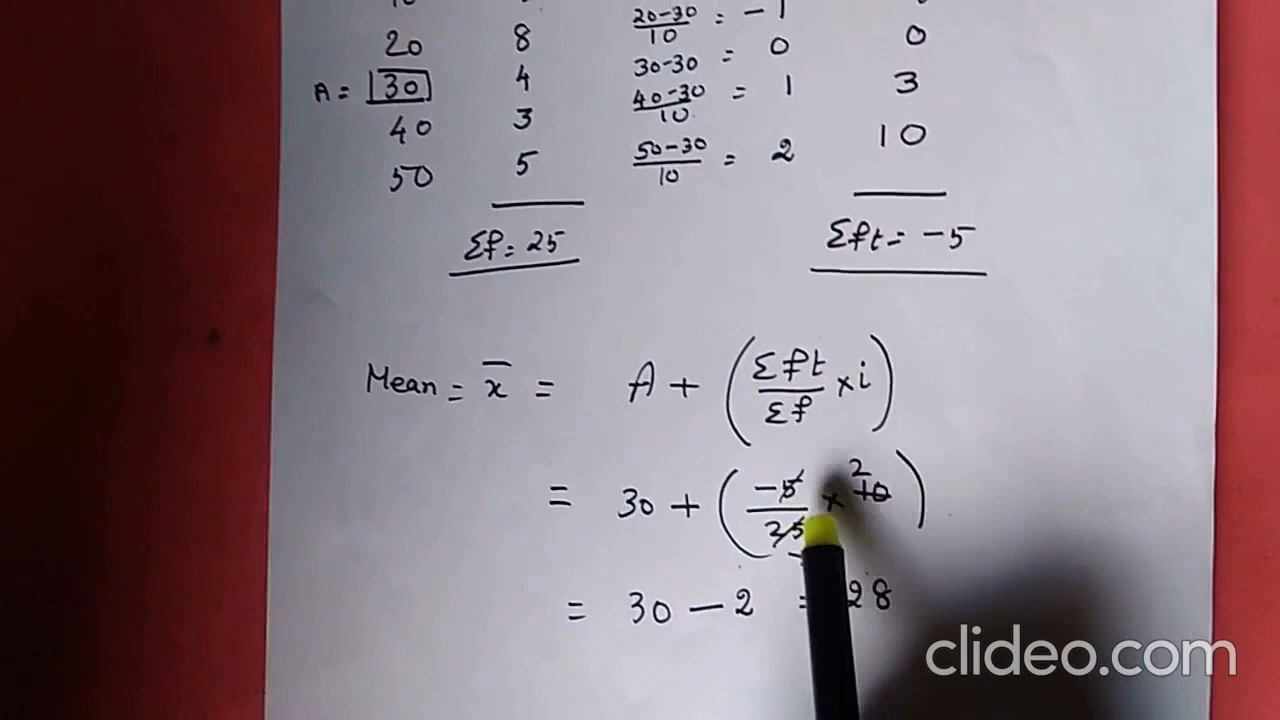 20 8 20-30/10 = -1 0
A = 30 4 30-30 = 0 3
40 3 40-30/10 = 1 10
50 5 50-30/10 = 2
Σf = 25 Σft = -5
Mean = x̄ = A + (Σft/Σf × i)
= 30 + (-5/25 × 10) 2
= 30 - 2 = 28
clideo.com